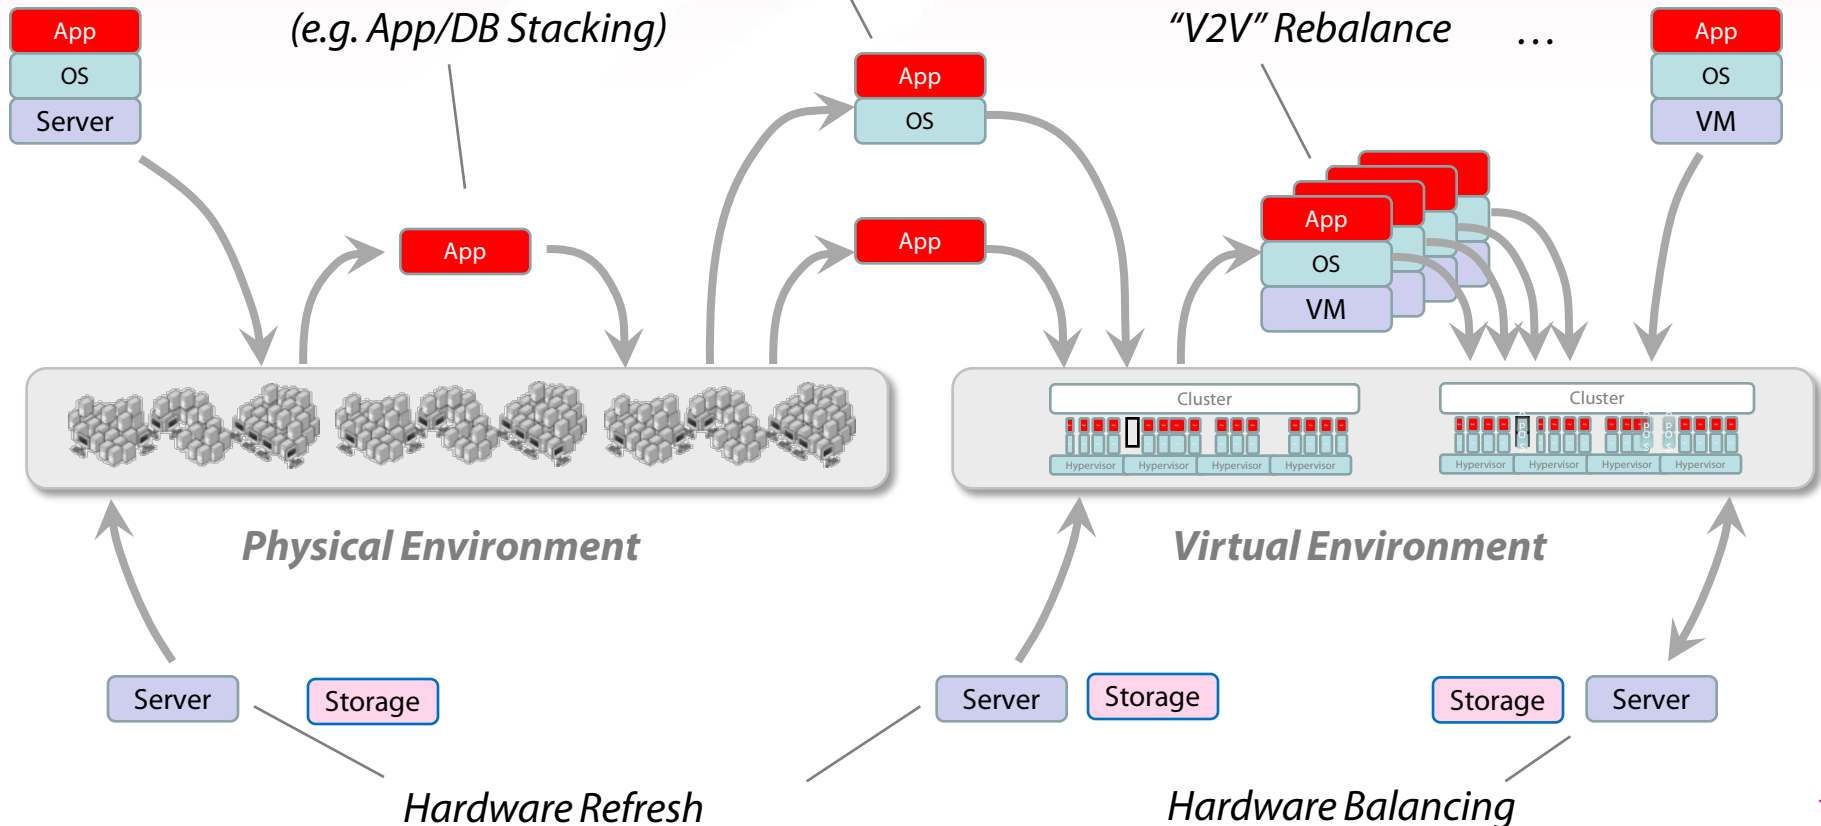 App
OS
Server
(e.g. App/DB Stacking)
App
App
OS
App
"V2V" Rebalance
…
App
OS
VM
App
OS
VM
Cluster
Hypervisor
Hypervisor
Hypervisor
Hypervisor
Cluster
Hypervisor
Hypervisor
Hypervisor
Hypervisor
Physical Environment
Virtual Environment
Server
Storage
Server
Storage
Storage
Server
Hardware Refresh
Hardware Balancing